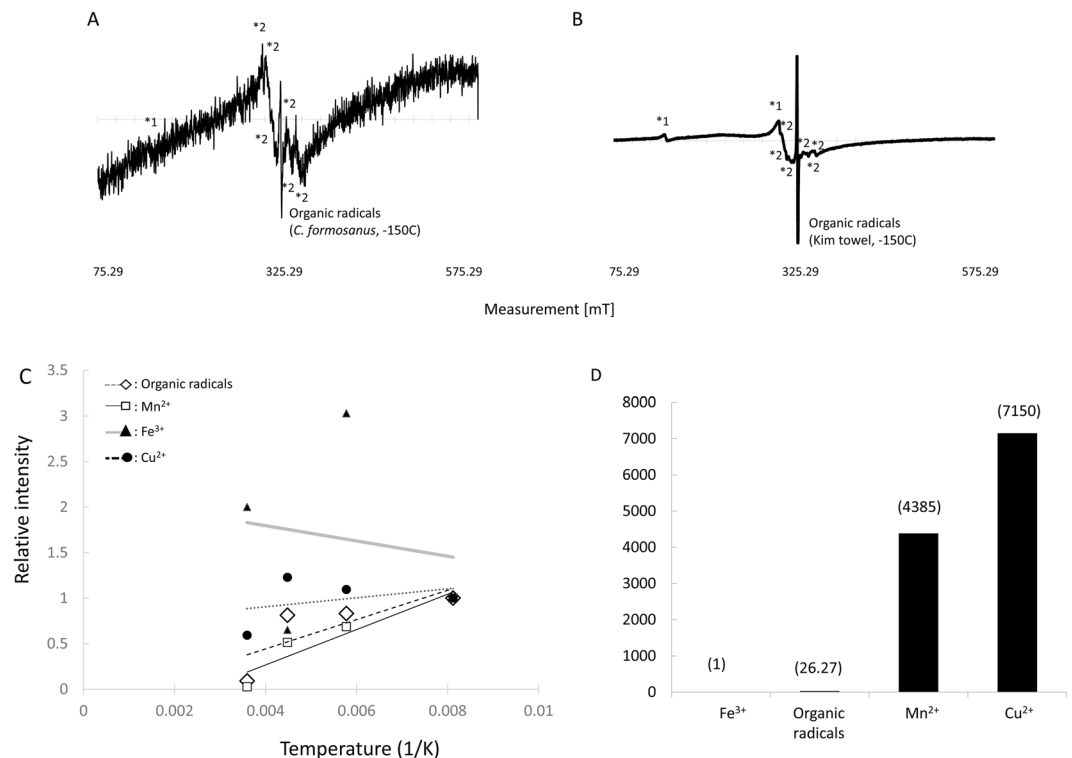 A
*2
*2
*2
*1
*2
*2
*2
Organic radicals
(C. formosanus, -150C)
75.29
325.29
575.29
B
*1
*1
*2
*2
*2
*2
*2
Organic radicals
(Kim towel, -150C)
75.29
325.29
575.29
Measurement [mT]
C
3.5
3
2.5
2
1.5
1
0.5
0
0
0.002
0.004
0.006
0.008
0.01
: Organic radicals
: Mn²⁺
: Fe³⁺
: Cu²⁺
Relative intensity
Temperature (1/K)
D
8000
7000
6000
5000
4000
3000
2000
1000
0
(1)
(26.27)
(4385)
(7150)
Fe³⁺
Organic
radicals
Mn²⁺
Cu²⁺